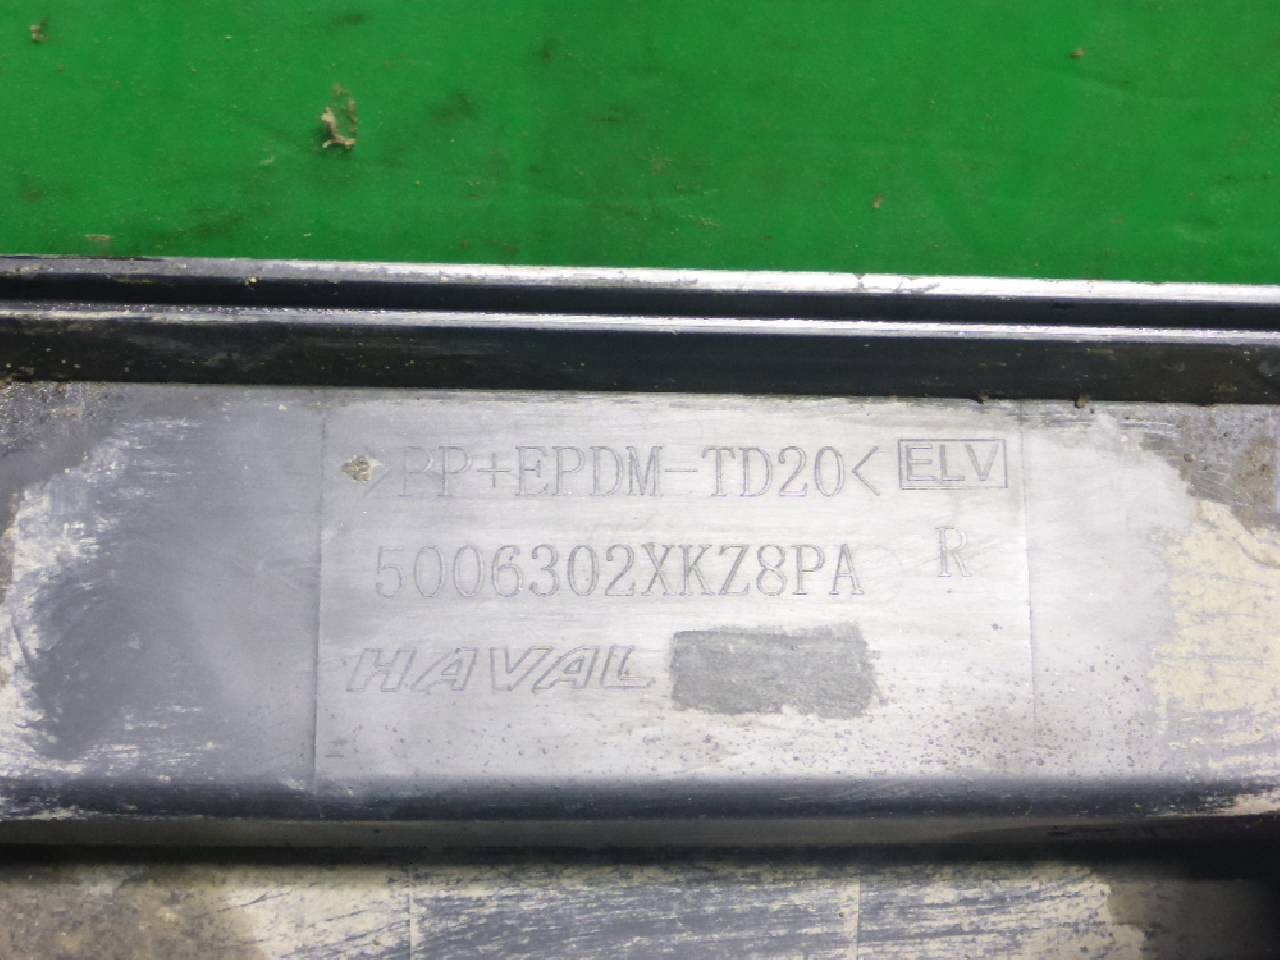 >PP+EPDM-TD20< ELV
5006302XKZ8PA R
HAVAL